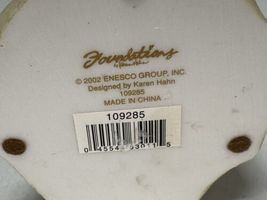 Foundations
by Karen Hahn
© 2002 ENESCO GROUP, INC.
Designed by Karen Hahn
109285
MADE IN CHINA
109285